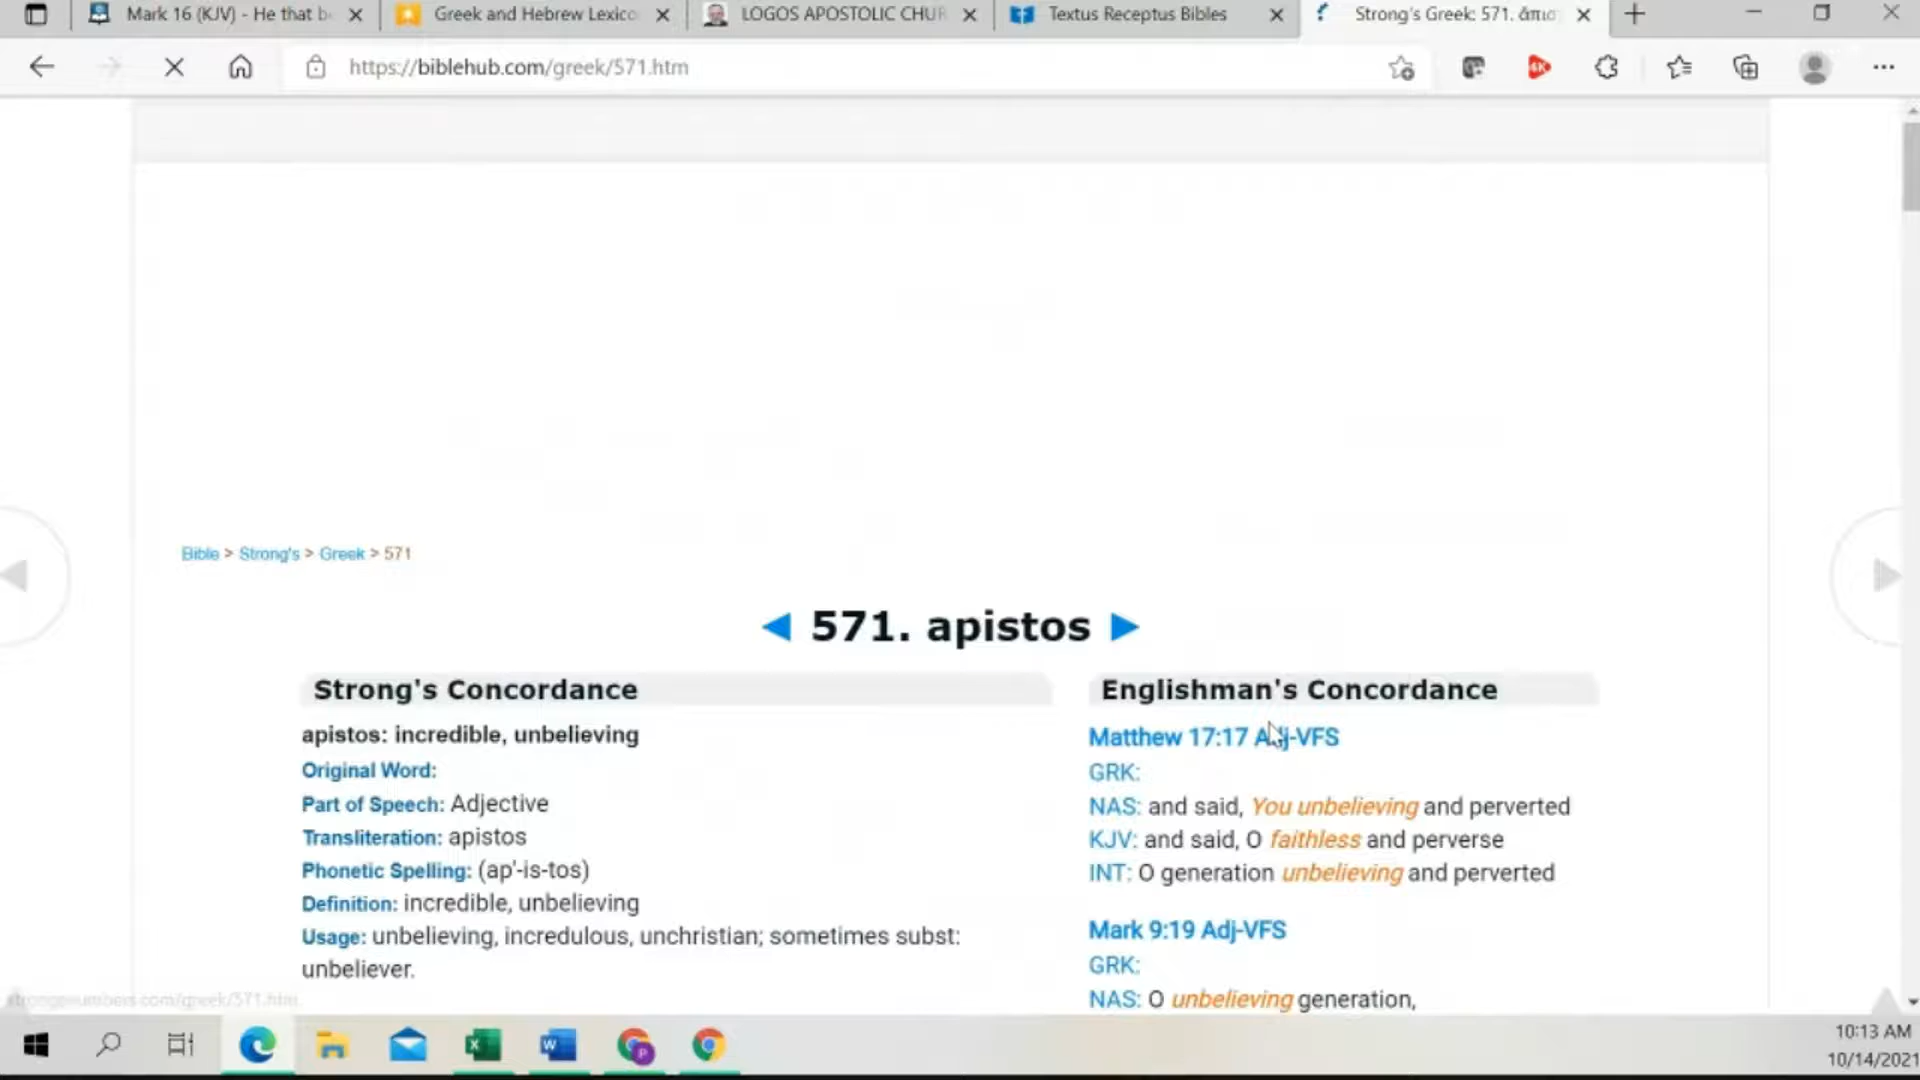 Mark 16 (KJV) - He that b
Greek and Hebrew Lexico
LOGOS APOSTOLIC CHUR
Textus Receptus Bibles
Strong's Greek: 571. ἄπισ
https://biblehub.com/greek/571.htm
Bible > Strong's > Greek > 571
571. apistos
Strong's Concordance
apistos: incredible, unbelieving
Original Word:
Part of Speech: Adjective
Transliteration: apistos
Phonetic Spelling: (ap'-is-tos)
Definition: incredible, unbelieving
Usage: unbelieving, incredulous, unchristian; sometimes subst:
unbeliever.
Englishman's Concordance
Matthew 17:17 Adj-VFS
GRK:
NAS: and said, You unbelieving and perverted
KJV: and said, O faithless and perverse
INT: O generation unbelieving and perverted
Mark 9:19 Adj-VFS
GRK:
NAS: O unbelieving generation,
strongsnumbers.com/greek/571.htm
10:13 AM
10/14/2021